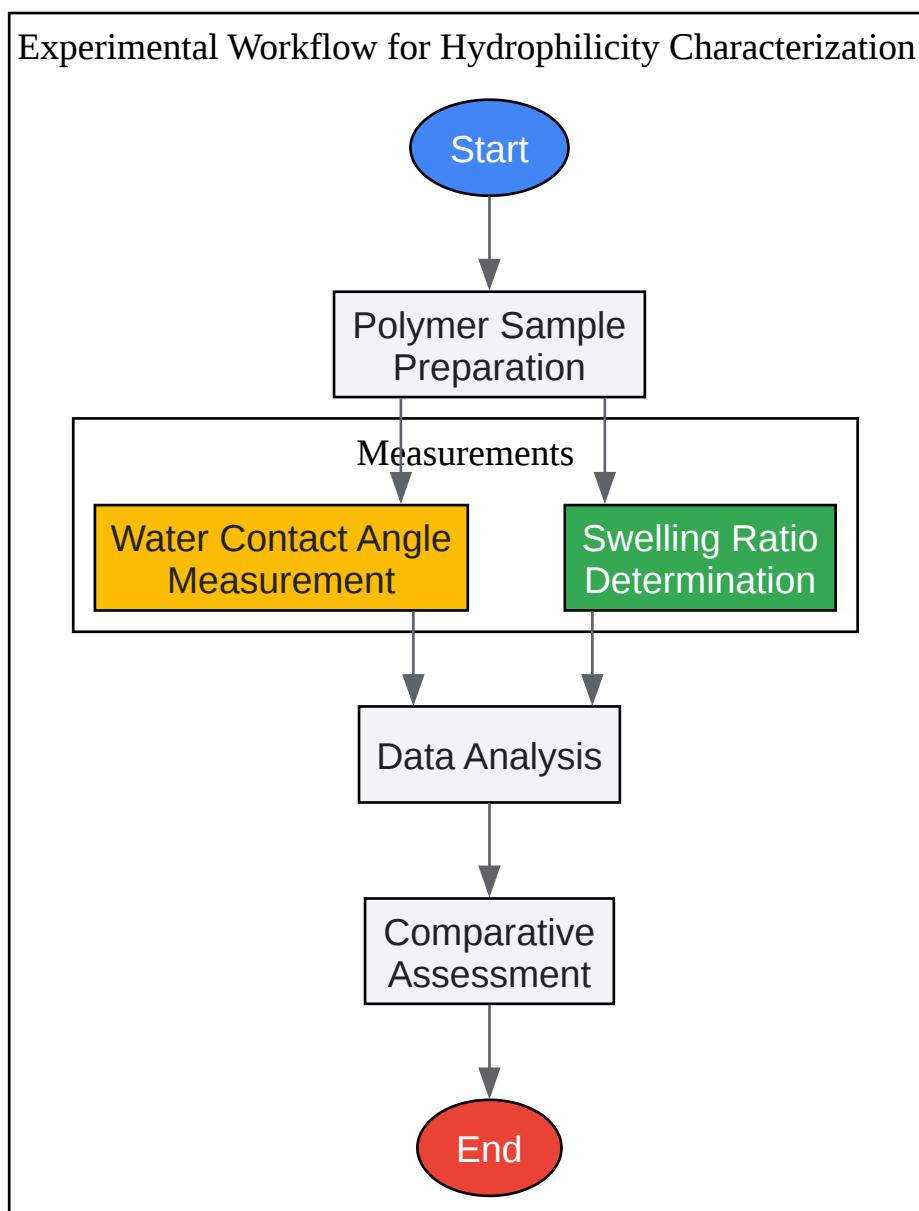 Experimental Workflow for Hydrophilicity Characterization
Start
Polymer Sample
Preparation
Measurements
Water Contact Angle
Measurement
Swelling Ratio
Determination
Data Analysis
Comparative
Assessment
End